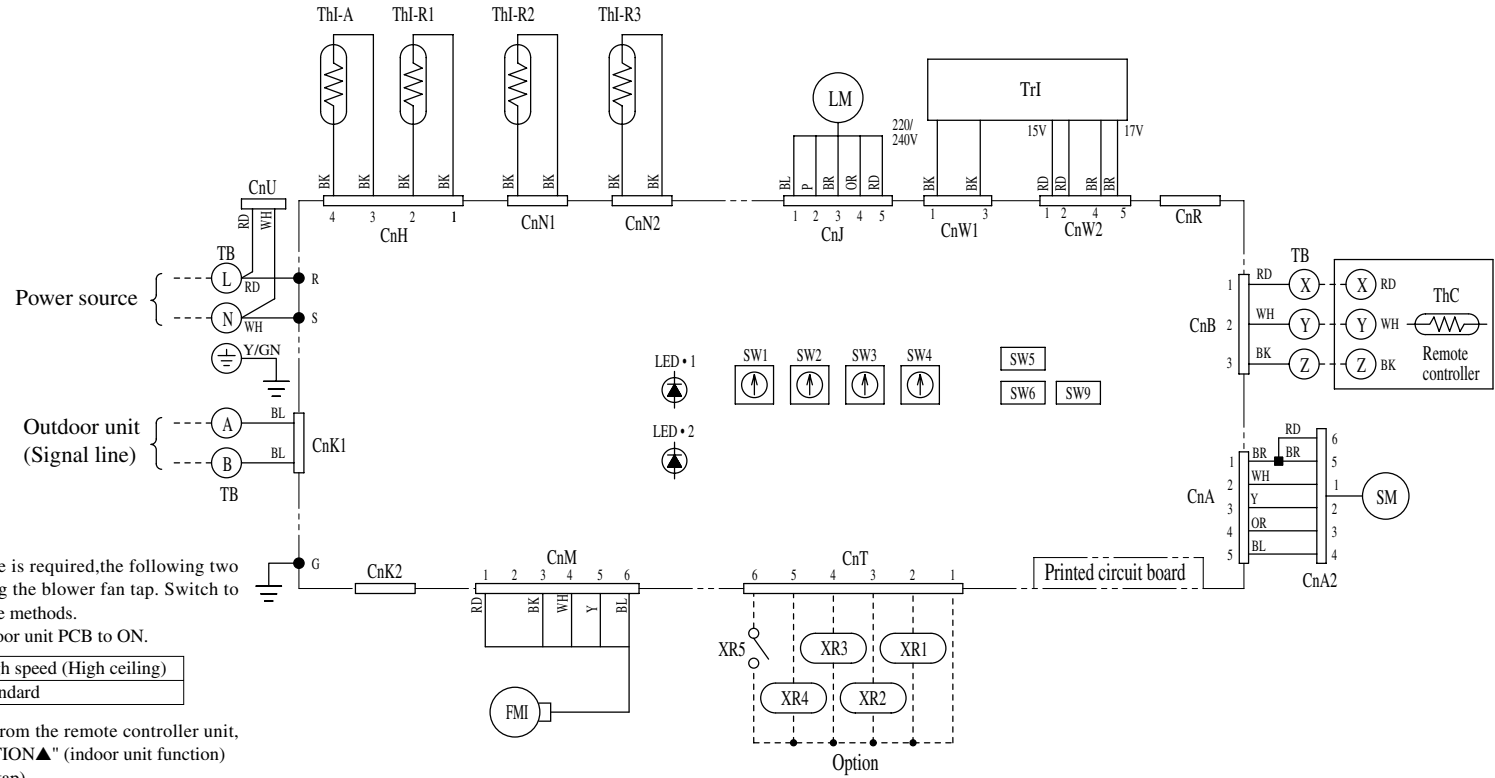 ThI-A ThI-R1 ThI-R2 ThI-R3
LM
TrI
220/
240V
15V 17V
BK BK BK BK BK BK BK BK
BL P BR OR RD
BK BK
RD RD BR BR
CnU
RD WH
4 3 2 1
CnH
CnN1
CnN2
1 2 3 4 5
CnJ
1 3
CnW1
1 2 4 5
CnW2
CnR
TB
L RD R
Power source
N WH S
Y/GN
TB
1 RD X X RD
CnB 2 WH Y Y WH
3 BK Z Z BK
ThC
Remote
controller
LED • 1
LED • 2
SW1 SW2 SW3 SW4
SW5
SW6 SW9
Outdoor unit
(Signal line)
A BL
B BL
CnK1
TB
CnA
1 BR BR 5
RD 6
2 WH 1
3 Y 2
4 OR 3
5 BL 4
SM
CnA2
G
CnK2
CnM
1 2 3 4 5 6
RD BK WH Y BL
FMI
CnT
6 5 4 3 2 1
XR5 XR3 XR1
XR4 XR2
Option
Printed circuit board
e is required,the following two
g the blower fan tap. Switch to
e methods.
oor unit PCB to ON.
h speed (High ceiling)
ndard
rom the remote controller unit,
TION▲" (indoor unit function)
tap)